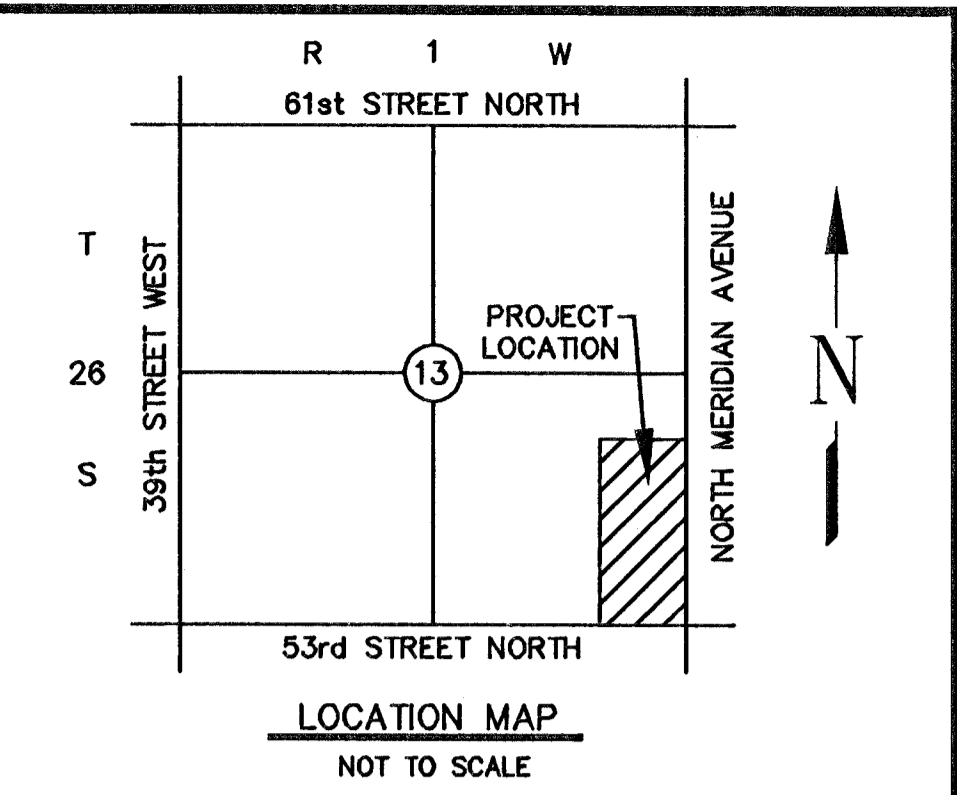 R 1 W
61st STREET NORTH
T
26
S
39th STREET WEST
PROJECT
LOCATION
13
NORTH MERIDIAN AVENUE
N
53rd STREET NORTH
LOCATION MAP
NOT TO SCALE